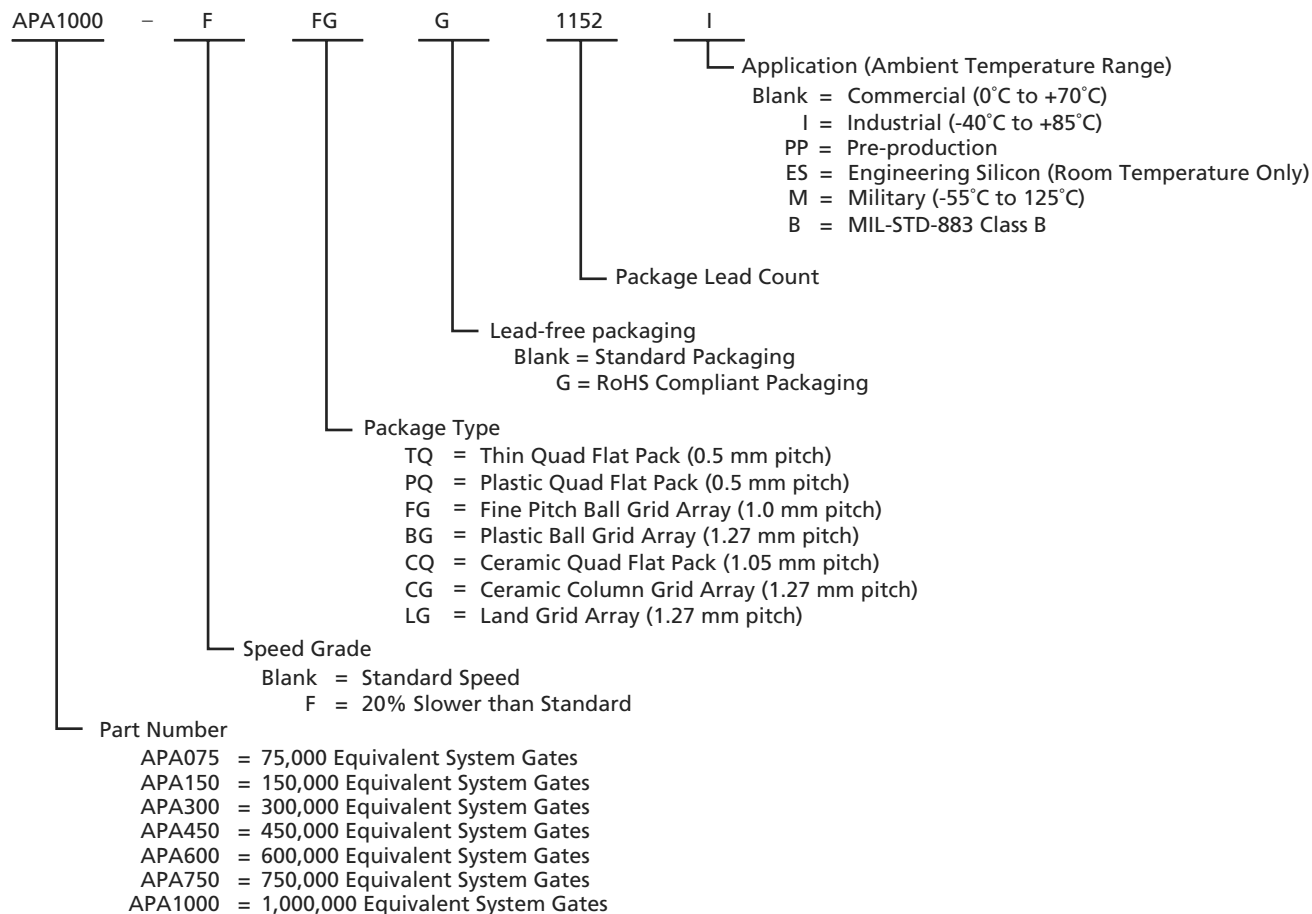 APA1000 – F FG G 1152 I
Application (Ambient Temperature Range)
Blank = Commercial (0˚C to +70˚C)
I = Industrial (-40˚C to +85˚C)
PP = Pre-production
ES = Engineering Silicon (Room Temperature Only)
M = Military (-55˚C to 125˚C)
B = MIL-STD-883 Class B
Package Lead Count
Lead-free packaging
Blank = Standard Packaging
G = RoHS Compliant Packaging
Package Type
TQ = Thin Quad Flat Pack (0.5 mm pitch)
PQ = Plastic Quad Flat Pack (0.5 mm pitch)
FG = Fine Pitch Ball Grid Array (1.0 mm pitch)
BG = Plastic Ball Grid Array (1.27 mm pitch)
CQ = Ceramic Quad Flat Pack (1.05 mm pitch)
CG = Ceramic Column Grid Array (1.27 mm pitch)
LG = Land Grid Array (1.27 mm pitch)
Speed Grade
Blank = Standard Speed
F = 20% Slower than Standard
Part Number
APA075 = 75,000 Equivalent System Gates
APA150 = 150,000 Equivalent System Gates
APA300 = 300,000 Equivalent System Gates
APA450 = 450,000 Equivalent System Gates
APA600 = 600,000 Equivalent System Gates
APA750 = 750,000 Equivalent System Gates
APA1000 = 1,000,000 Equivalent System Gates